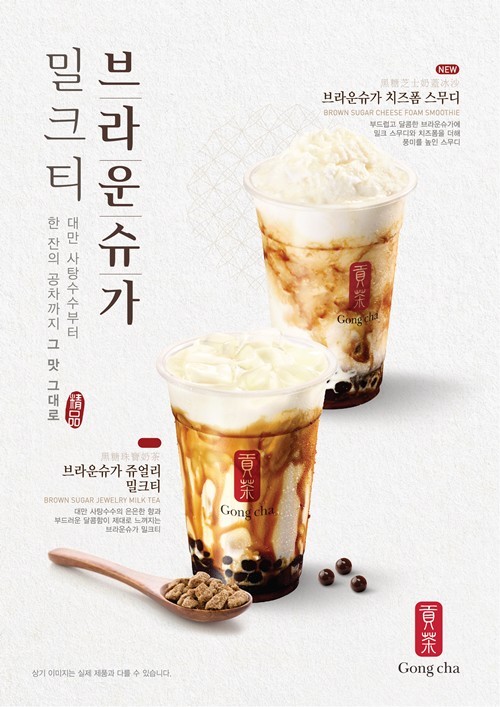 브라운슈가
밀크티
대만 사탕수수부터
한 잔의 공차까지 그 맛 그대로
精品
NEW
黑糖芝士奶蓋冰沙
브라운슈가 치즈폼 스무디
BROWN SUGAR CHEESE FOAM SMOOTHIE
부드럽고 달콤한 브라운슈가에
밀크 스무디와 치즈폼을 더해
풍미를 높인 스무디
貢茶
Gong cha
黑糖珠寶奶茶
브라운슈가 쥬얼리
밀크티
BROWN SUGAR JEWELRY MILK TEA
대만 사탕수수의 은은한 향과
부드러운 달콤함이 제대로 느껴지는
브라운슈가 밀크티
貢茶
Gong cha
貢茶
Gong cha
상기 이미지는 실제 제품과 다를 수 있습니다.